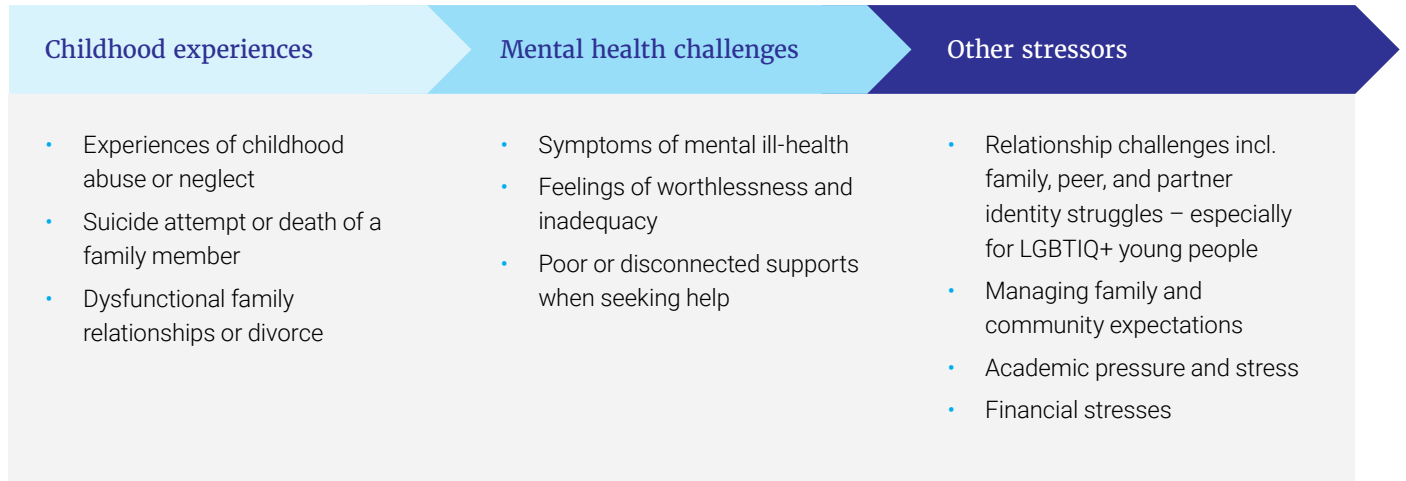 Childhood experiences
Mental health challenges
Other stressors
• Experiences of childhood
abuse or neglect
• Suicide attempt or death of a
family member
• Dysfunctional family
relationships or divorce
• Symptoms of mental ill-health
• Feelings of worthlessness and
inadequacy
• Poor or disconnected supports
when seeking help
• Relationship challenges incl.
family, peer, and partner
identity struggles – especially
for LGBTIQ+ young people
• Managing family and
community expectations
• Academic pressure and stress
• Financial stresses